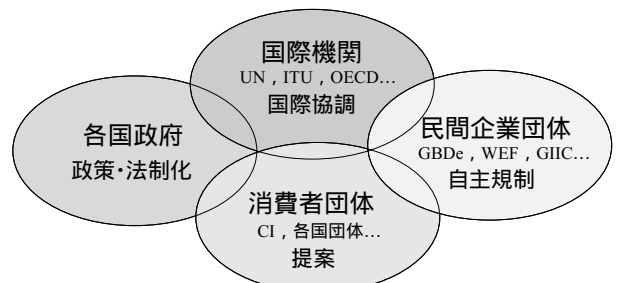 国際機関
UN , ITU , OECD…
国際協調
各国政府
政策・法制化
民間企業団体
GBDe , WEF , GIIC…
自主規制
消費者団体
CI , 各国団体…
提案